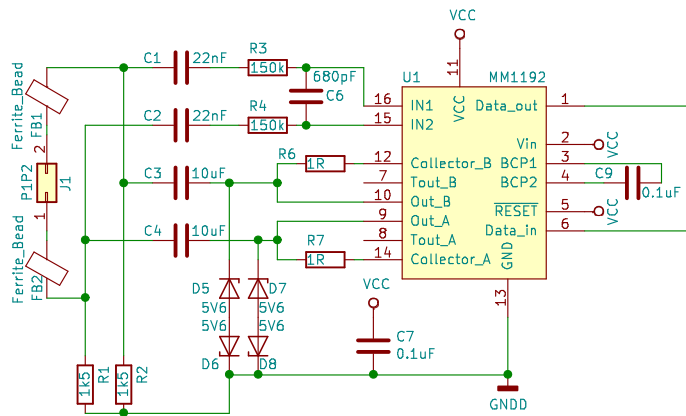 VCC
C1 22nF R3
150k
680pF
C6
11
U1 MM1192
VCC
16 IN1 Data_out 1
C2 22nF R4
150k
15 IN2
Vin 2 VCC
Ferrite_Bead
FB1
2
P1P2
J1
1
C3 10uF R6
1R
12 Collector_B BCP1 3
7 Tout_B BCP2 4
C9
0.1uF
10 Out_B
C4 10uF
9 Out_A RESET 5 VCC
8 Tout_A Data_in 6
R7
1R
14 Collector_A
GND
13
Ferrite_Bead
FB2
D5 D7
5V6 5V6
5V6 5V6
D6 D8
VCC
C7
0.1uF
1k5
R1
1k5
R2
GNDD